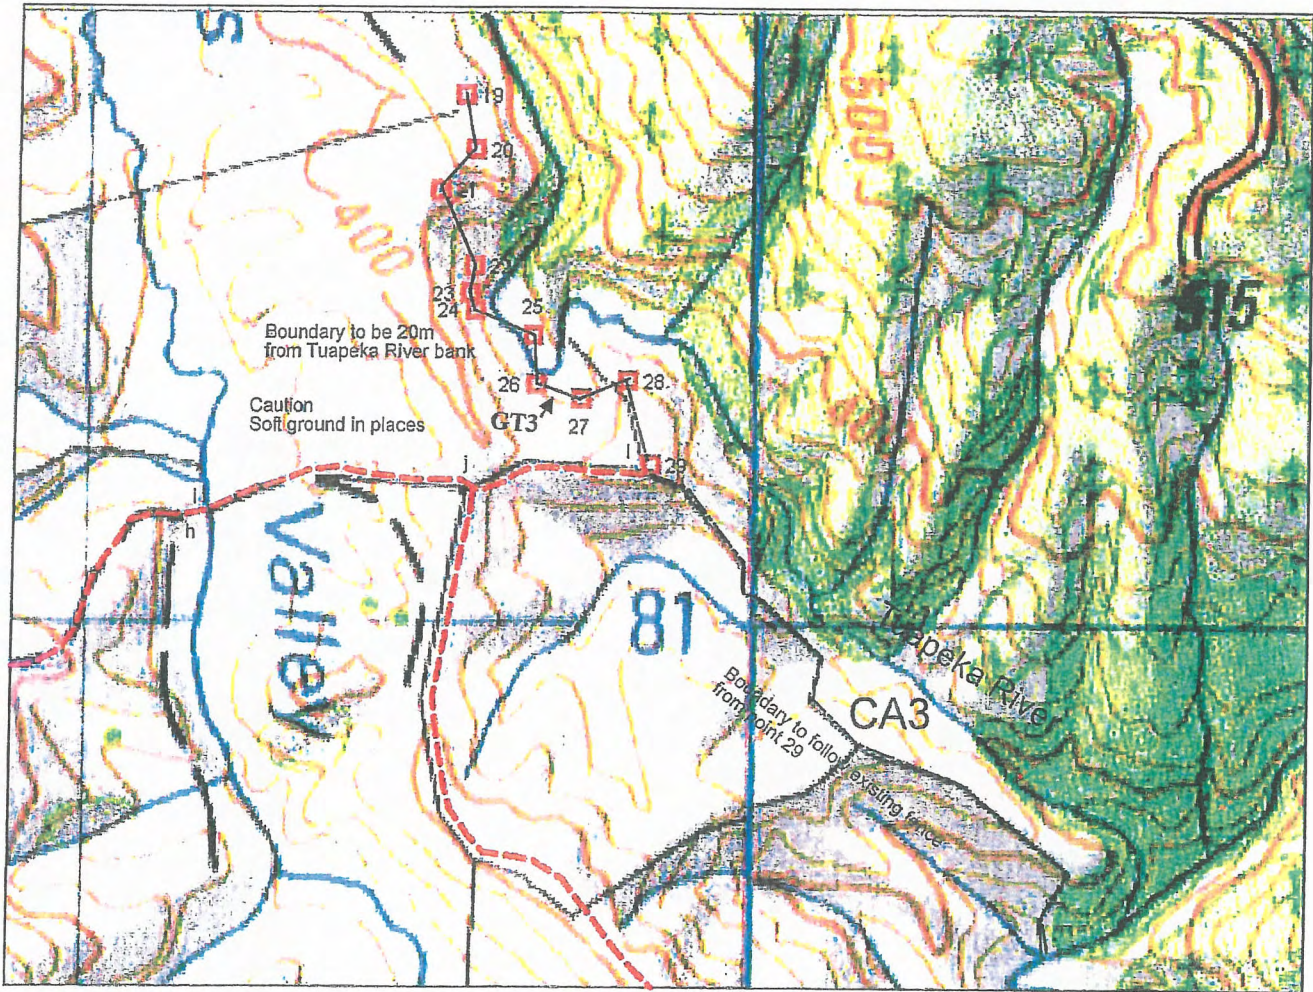 S
19
20
21
400
500
22
23
24
25
515
Boundary to be 20m
from Tuapeka River bank
26
28
GT3
27
Caution
Soft ground in places
j
l
29
i
h
Valley
81
Tuapeka River
CA3
Boundary to follow existing fence
from point 29